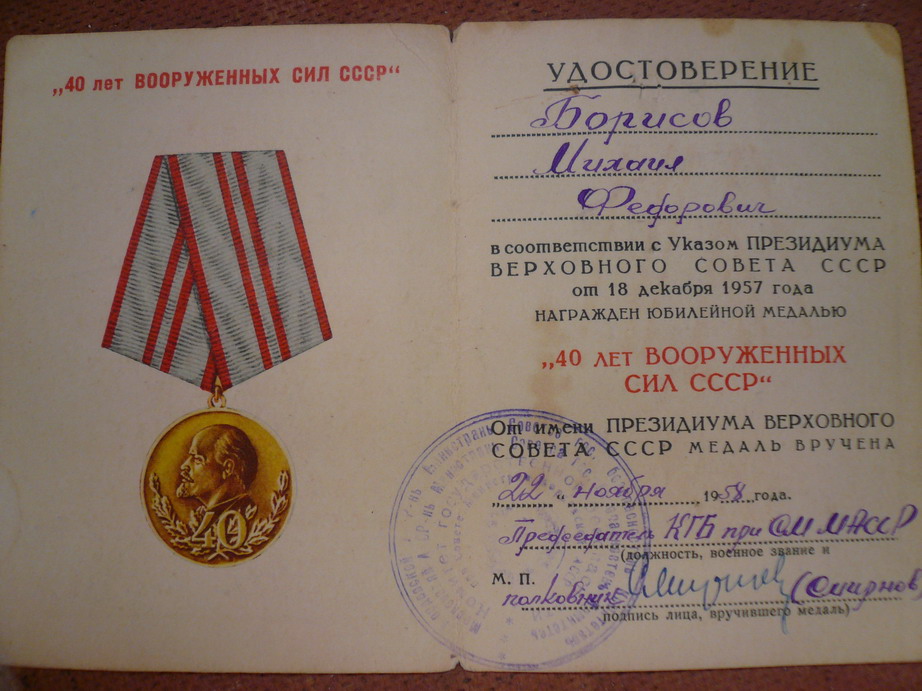 „40 лет ВООРУЖЕННЫХ СИЛ СССР“
40
УДОСТОВЕРЕНИЕ
Борисов
Михаил
Федорович
в соответствии с Указом ПРЕЗИДИУМА
ВЕРХОВНОГО СОВЕТА СССР
от 18 декабря 1957 года
НАГРАЖДЕН ЮБИЛЕЙНОЙ МЕДАЛЬЮ
„40 ЛЕТ ВООРУЖЕННЫХ
СИЛ СССР“
От имени ПРЕЗИДИУМА ВЕРХОВНОГО
СОВЕТА СССР МЕДАЛЬ ВРУЧЕНА
„22„ ноября 1958 года.
Председатель КГБ при СМ МАССР
(должность, военное звание и
М. П.
полковник (Смирнов
подпись лица, вручившего медаль)